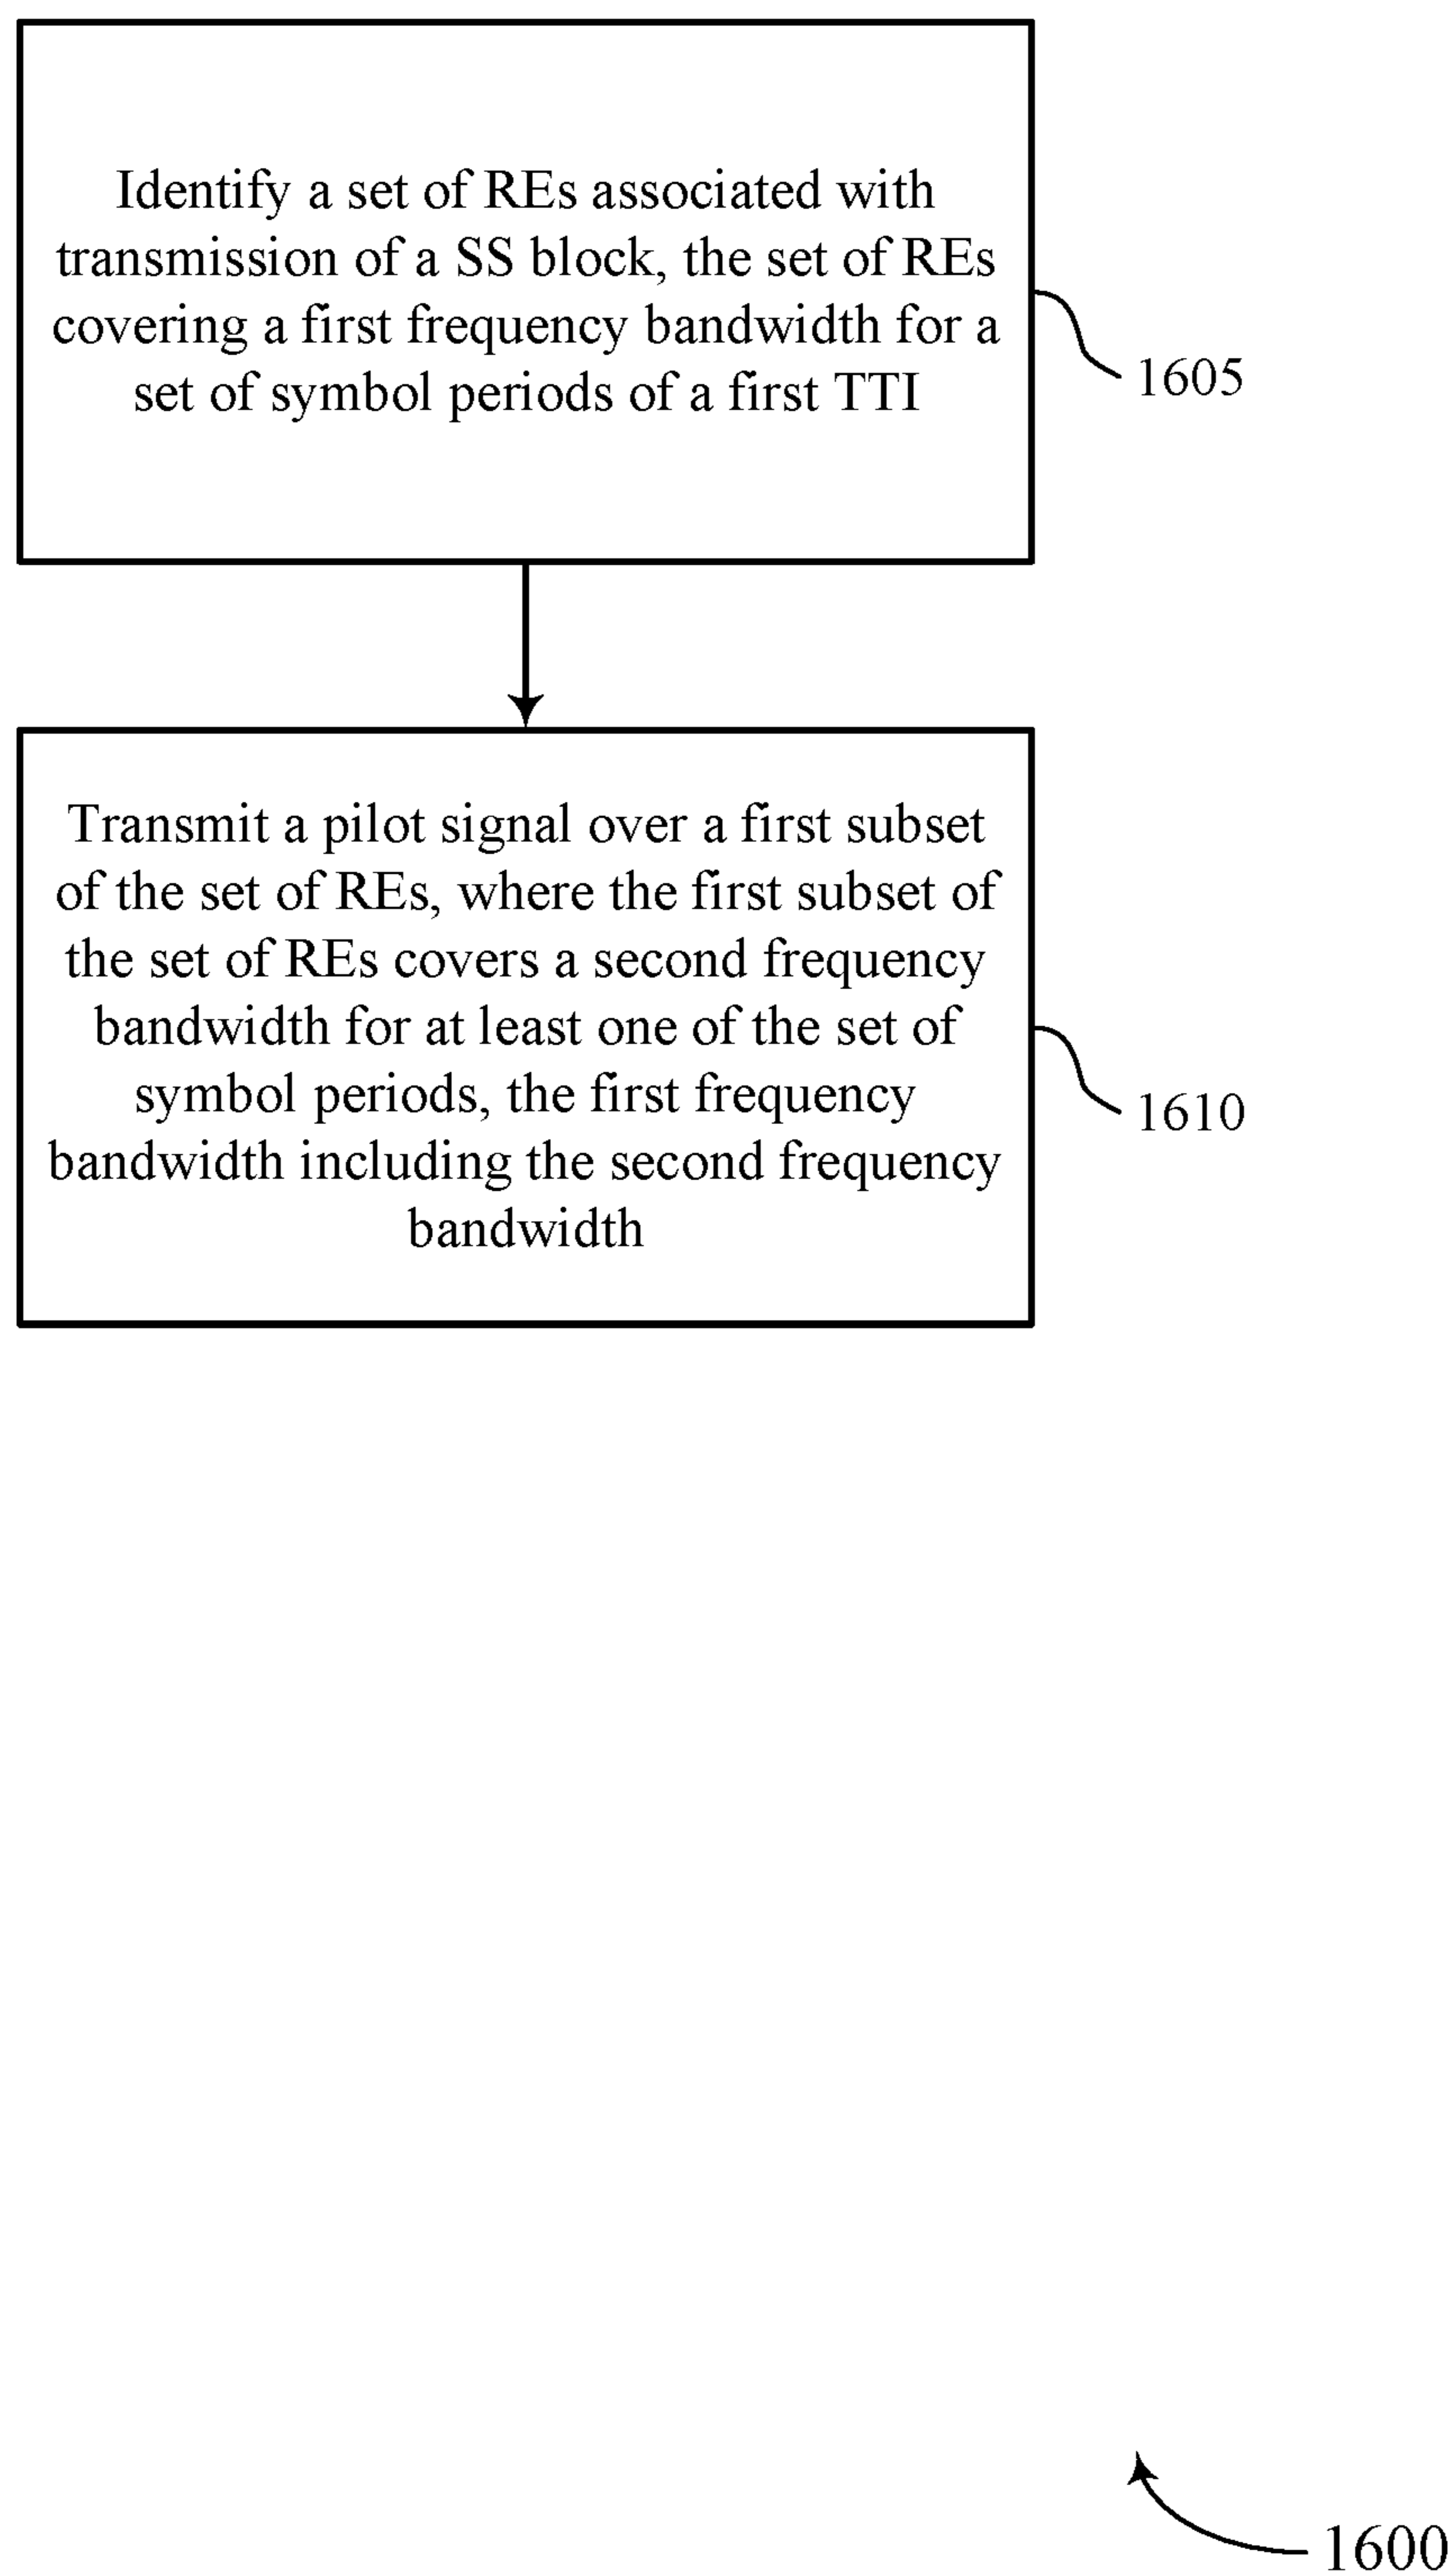 Identify a set of REs associated with
transmission of a SS block, the set of REs
covering a first frequency bandwidth for a
set of symbol periods of a first TTI
1605
Transmit a pilot signal over a first subset
of the set of REs, where the first subset of
the set of REs covers a second frequency
bandwidth for at least one of the set of
symbol periods, the first frequency
bandwidth including the second frequency
bandwidth
1610
1600